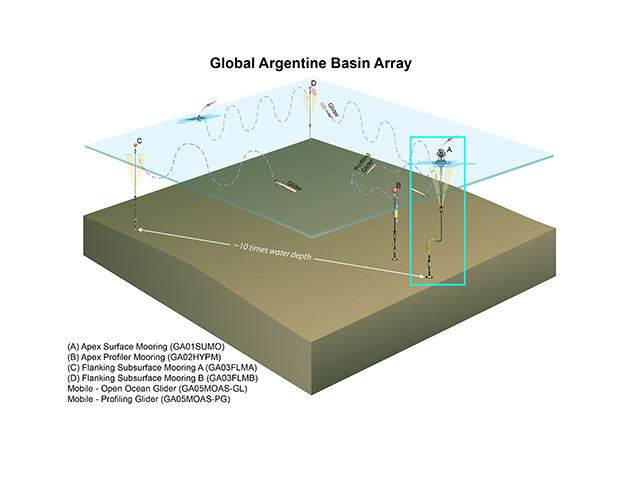 Global Argentine Basin Array
D
Glider
A
C
Profiling
Glider
Glider
B
~10 times water depth
(A) Apex Surface Mooring (GA01SUMO)
(B) Apex Profiler Mooring (GA02HYPM)
(C) Flanking Subsurface Mooring A (GA03FLMA)
(D) Flanking Subsurface Mooring B (GA03FLMB)
Mobile - Open Ocean Glider (GA05MOAS-GL)
Mobile - Profiling Glider (GA05MOAS-PG)